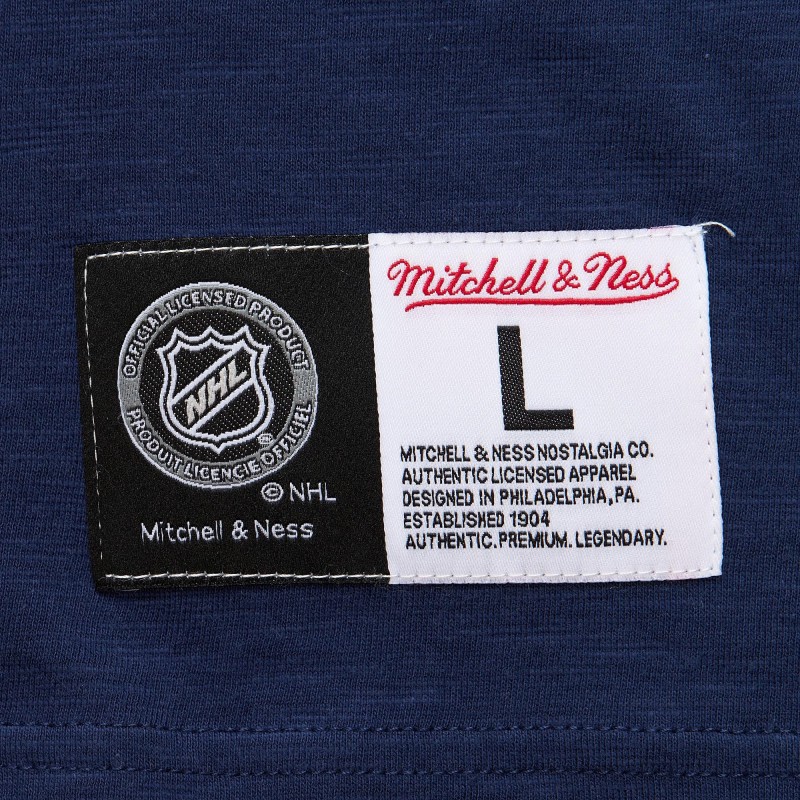 OFFICIAL LICENSED PRODUCT
NHL
PRODUIT LICENCIE OFFICIEL
© NHL
Mitchell & Ness
Mitchell & Ness
L
MITCHELL & NESS NOSTALGIA CO.
AUTHENTIC LICENSED APPAREL
DESIGNED IN PHILADELPHIA, PA.
ESTABLISHED 1904
AUTHENTIC. PREMIUM. LEGENDARY.